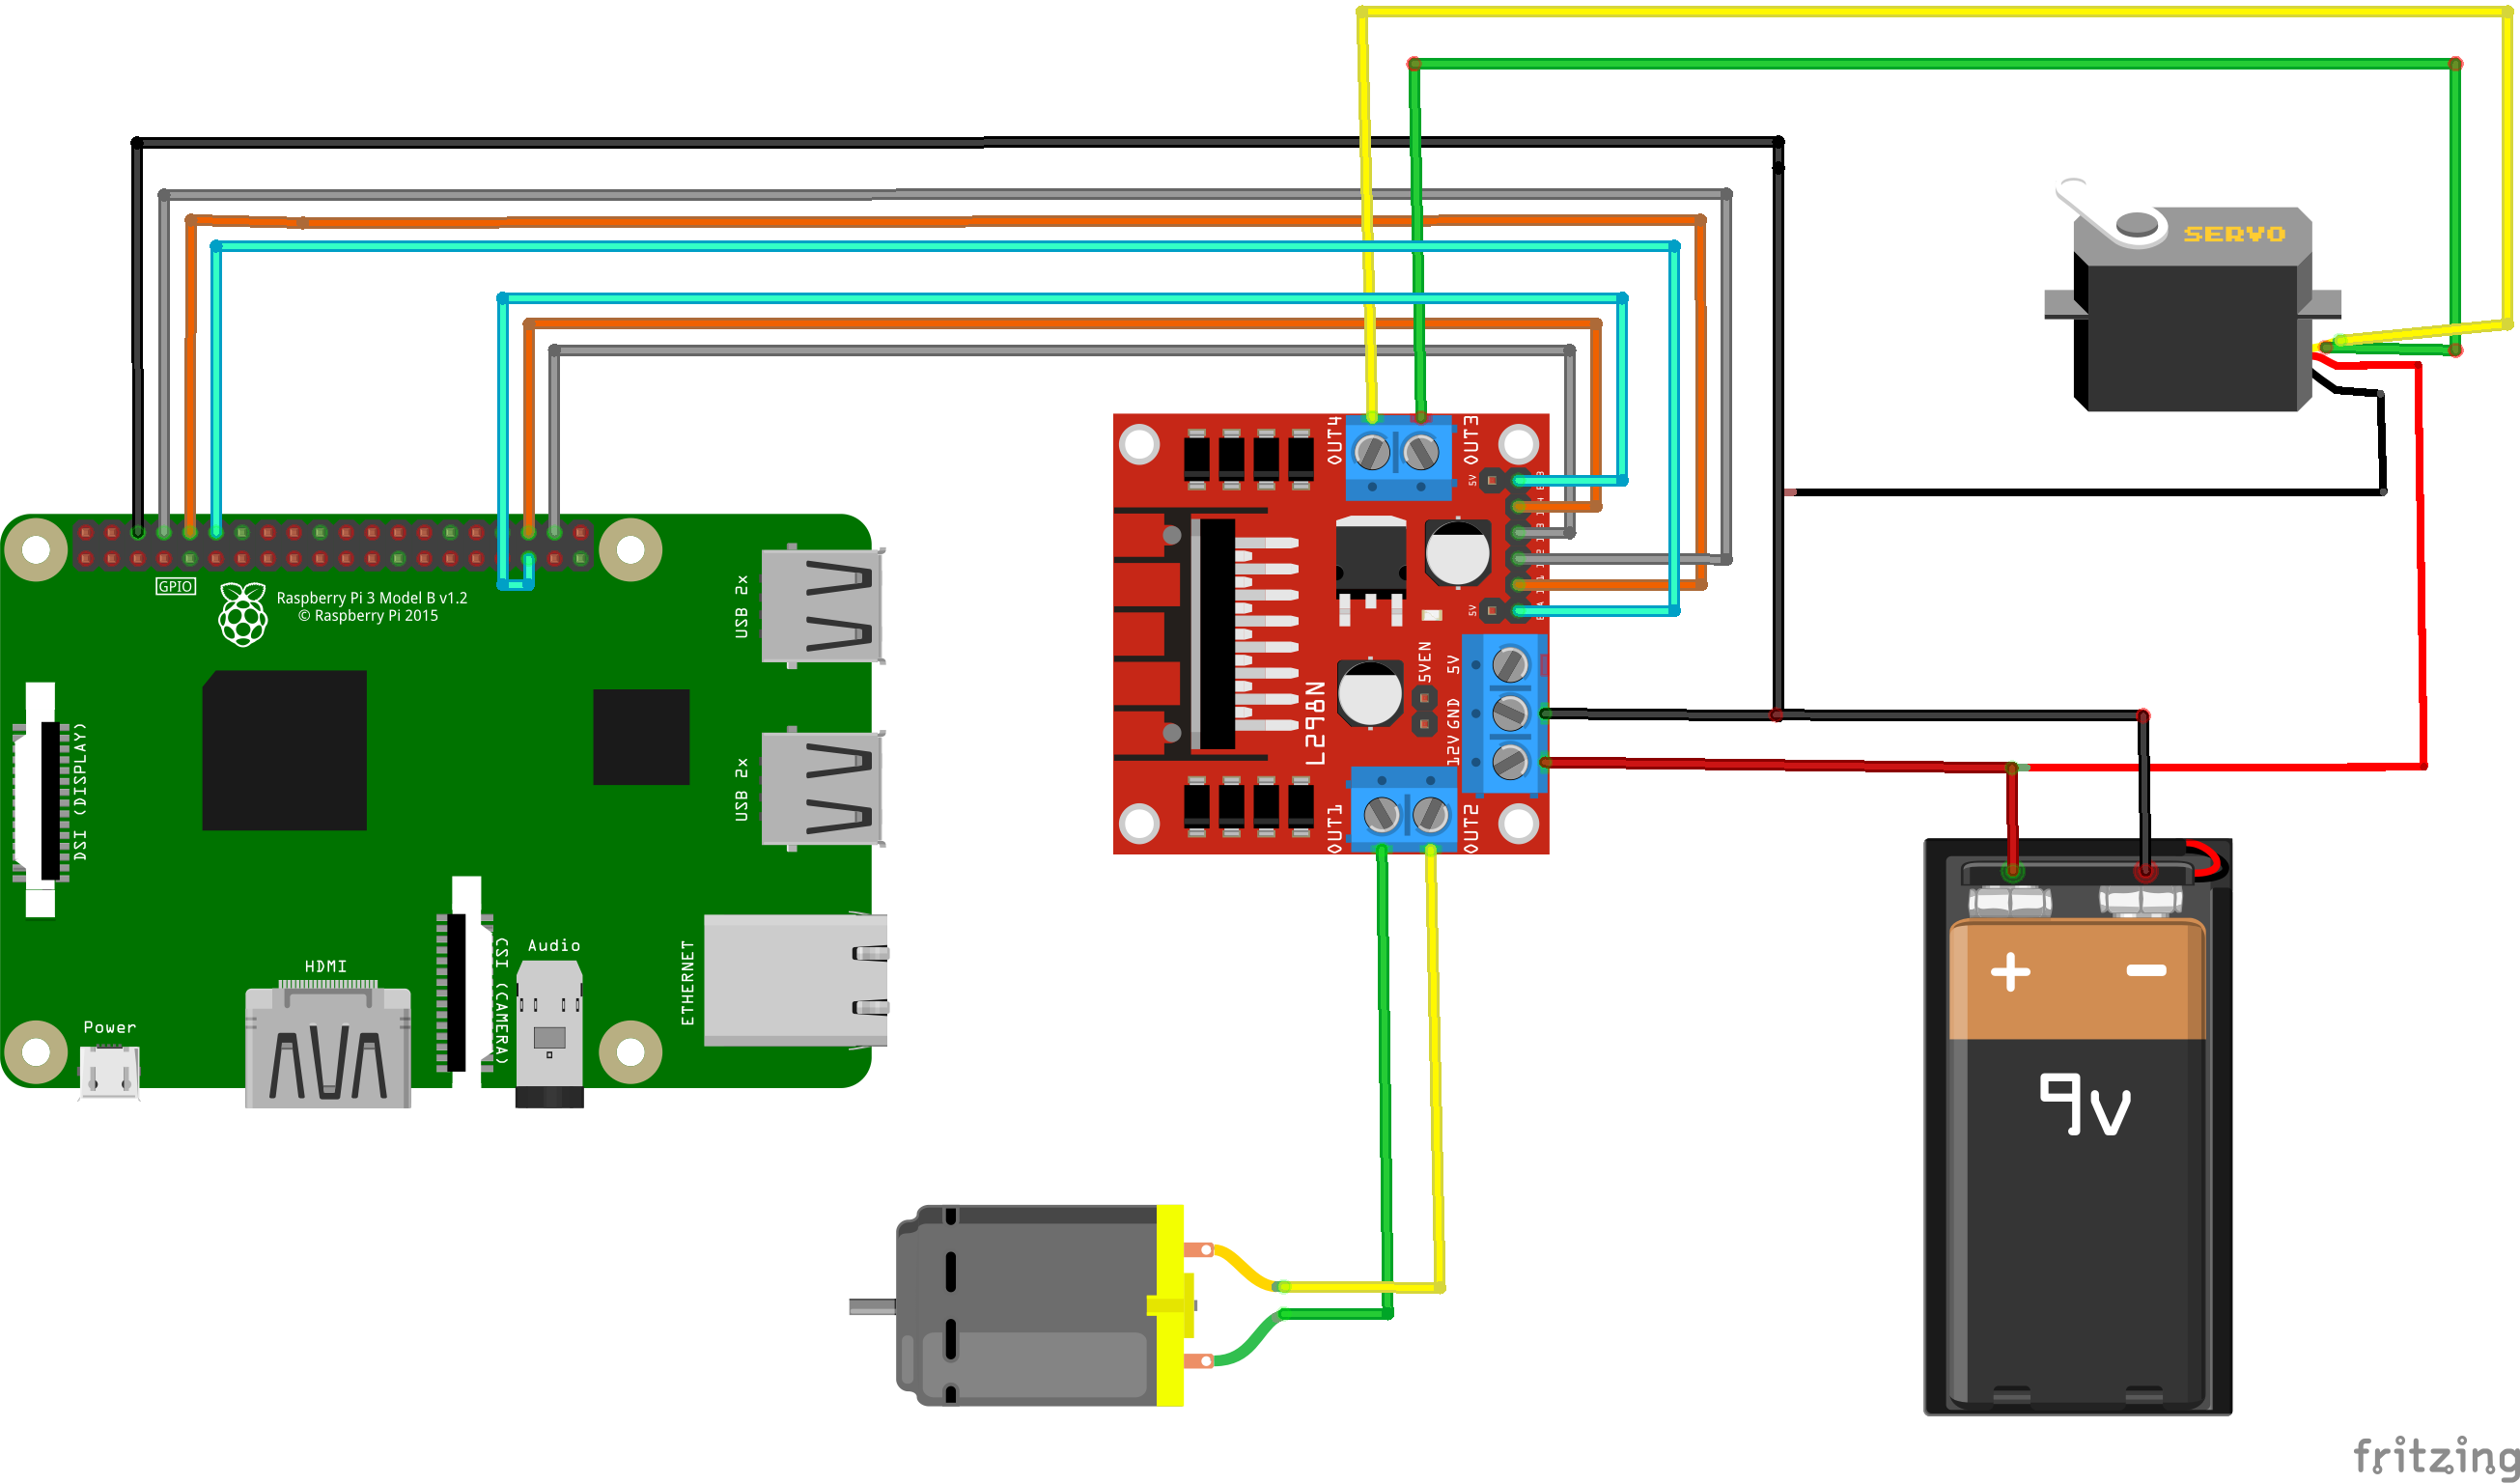 SERVO
OUT4
OUT3
5V
GPIO
Raspberry Pi 3 Model B v1.2
© Raspberry Pi 2015
USB 2x
5V
5VEN
5V
GND
12V
L298N
DSI (DISPLAY)
USB 2x
OUT1
OUT2
CSI (CAMERA)
Audio
ETHERNET
HDMI
Power
+ −
9V
fritzing